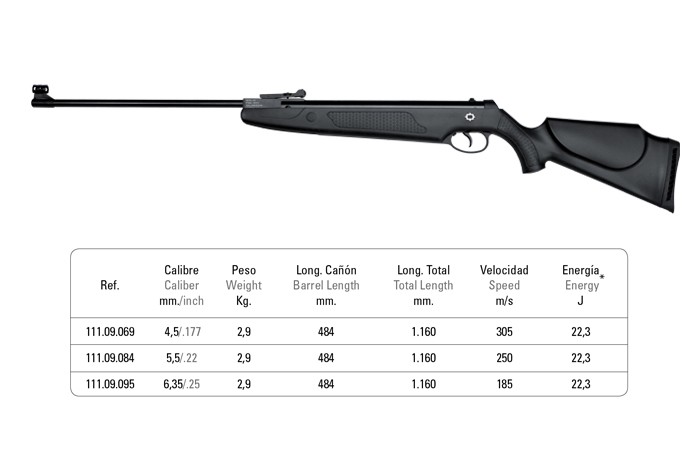 Ref.
Calibre
Caliber
mm./inch
Peso
Weight
Kg.
Long. Cañón
Barrel Length
mm.
Long. Total
Total Length
mm.
Velocidad
Speed
m/s
Energía*
Energy
J
111.09.069 4,5/.177 2,9 484 1.160 305 22,3
111.09.084 5,5/.22 2,9 484 1.160 250 22,3
111.09.095 6,35/.25 2,9 484 1.160 185 22,3